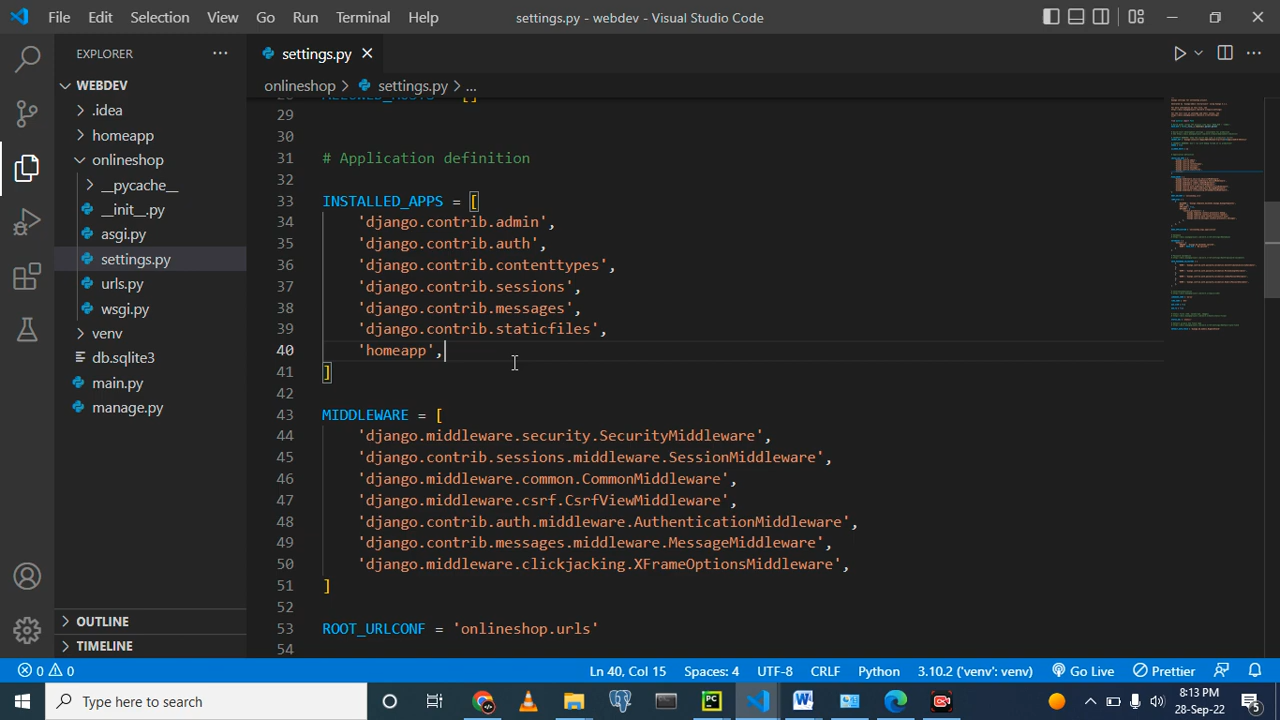 File Edit Selection View Go Run Terminal Help settings.py - webdev - Visual Studio Code
EXPLORER
settings.py
WEBDEV
onlineshop > settings.py > ...
.idea
homeapp
onlineshop
__pycache__
__init__.py
asgi.py
settings.py
urls.py
wsgi.py
venv
db.sqlite3
main.py
manage.py
OUTLINE
TIMELINE
28 ALLOWED_HOSTS = []
29
30
31 # Application definition
32
33 INSTALLED_APPS = [
34 'django.contrib.admin',
35 'django.contrib.auth',
36 'django.contrib.contenttypes',
37 'django.contrib.sessions',
38 'django.contrib.messages',
39 'django.contrib.staticfiles',
40 'homeapp',
41 ]
42
43 MIDDLEWARE = [
44 'django.middleware.security.SecurityMiddleware',
45 'django.contrib.sessions.middleware.SessionMiddleware',
46 'django.middleware.common.CommonMiddleware',
47 'django.middleware.csrf.CsrfViewMiddleware',
48 'django.contrib.auth.middleware.AuthenticationMiddleware',
49 'django.contrib.messages.middleware.MessageMiddleware',
50 'django.middleware.clickjacking.XFrameOptionsMiddleware',
51 ]
52
53 ROOT_URLCONF = 'onlineshop.urls'
54
0 0 Ln 40, Col 15 Spaces: 4 UTF-8 CRLF Python 3.10.2 ('venv': venv) Go Live Prettier
Type here to search
PC
W
8:13 PM
28-Sep-22
5